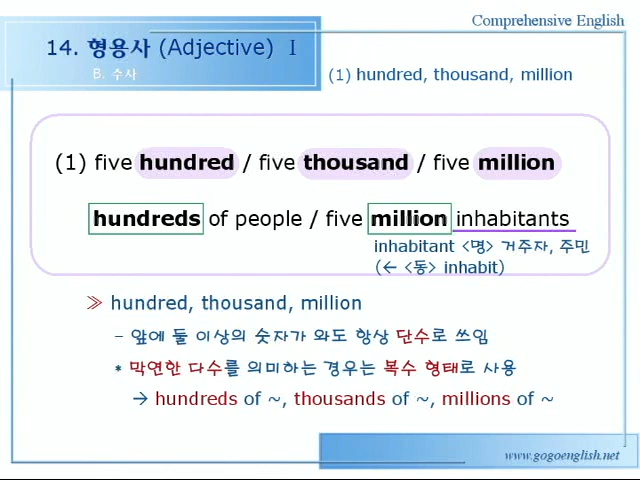 Comprehensive English
14. 형용사 (Adjective) Ⅰ
B. 수사
(1) hundred, thousand, million
(1) five hundred / five thousand / five million
hundreds of people / five million inhabitants
inhabitant <명> 거주자, 주민
(← <동> inhabit)
≫ hundred, thousand, million
- 앞에 둘 이상의 숫자가 와도 항상 단수로 쓰임
* 막연한 다수를 의미하는 경우는 복수 형태로 사용
→ hundreds of ~, thousands of ~, millions of ~
www.gogoenglish.net